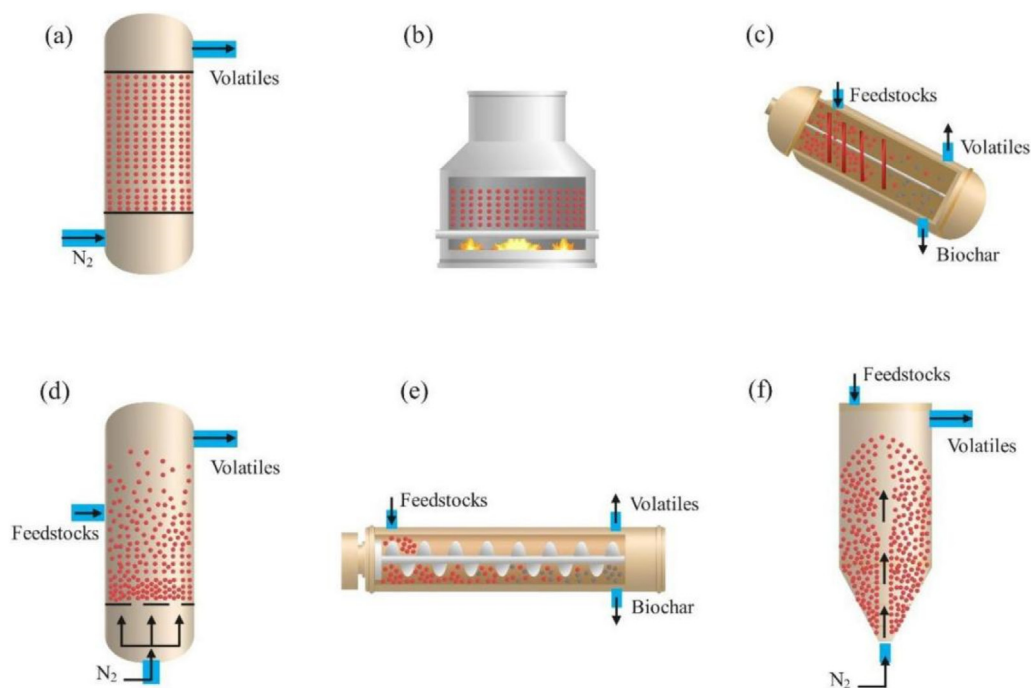 (a)
Volatiles
N₂
(b)
(c)
Feedstocks
Volatiles
Biochar
(d)
Volatiles
Feedstocks
N₂
(e)
Feedstocks
Volatiles
Biochar
(f)
Feedstocks
Volatiles
N₂